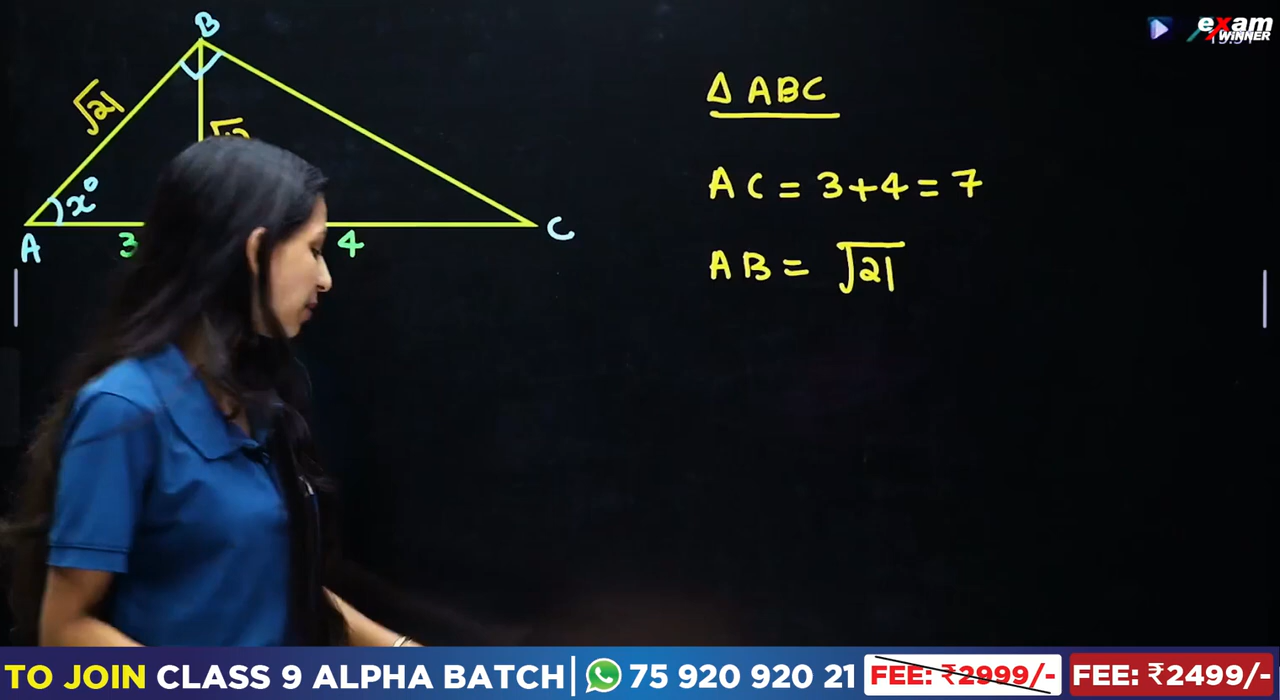 B
√21
x°
A
3
4
C
Δ ABC
AC = 3+4 = 7
AB = √21
exam
WINNER
TO JOIN CLASS 9 ALPHA BATCH | 75 920 920 21 FEE: ₹2999/- FEE: ₹2499/-